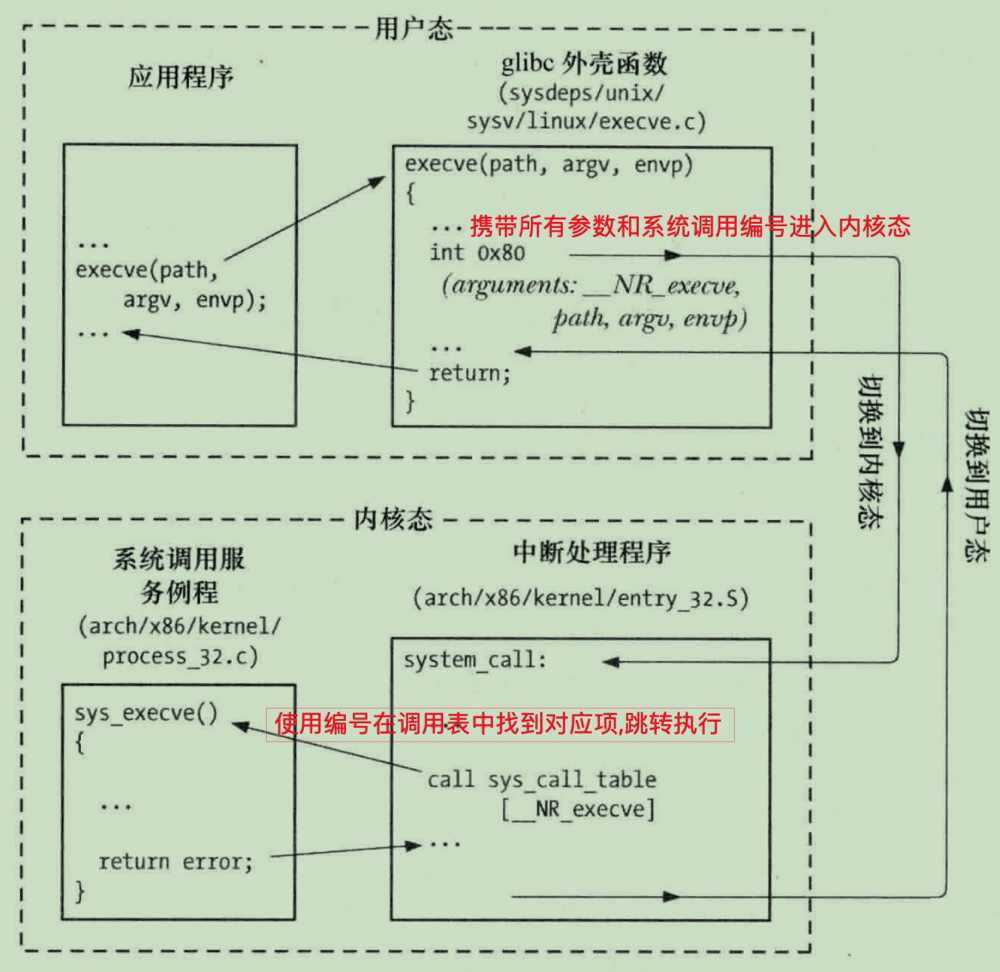 用户态
应用程序
glibc 外壳函数
(sysdeps/unix/
sysv/linux/execve.c)
...
execve(path,
argv, envp);
...
execve(path, argv, envp)
{
...携带所有参数和系统调用编号进入内核态
int 0x80
(arguments: __NR_execve,
path, argv, envp)
...
return;
}
切换到内核态
切换到用户态
内核态
系统调用服
务例程
(arch/x86/kernel/
process_32.c)
中断处理程序
(arch/x86/kernel/entry_32.S)
sys_execve()
{
...
return error;
}
system_call:
...
使用编号在调用表中找到对应项,跳转执行
call sys_call_table
[__NR_execve]
...